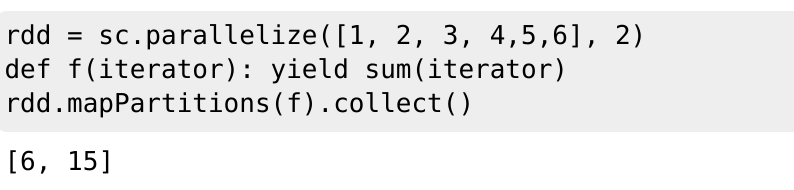 rdd = sc.parallelize([1, 2, 3, 4,5,6], 2)
def f(iterator): yield sum(iterator)
rdd.mapPartitions(f).collect()
[6, 15]